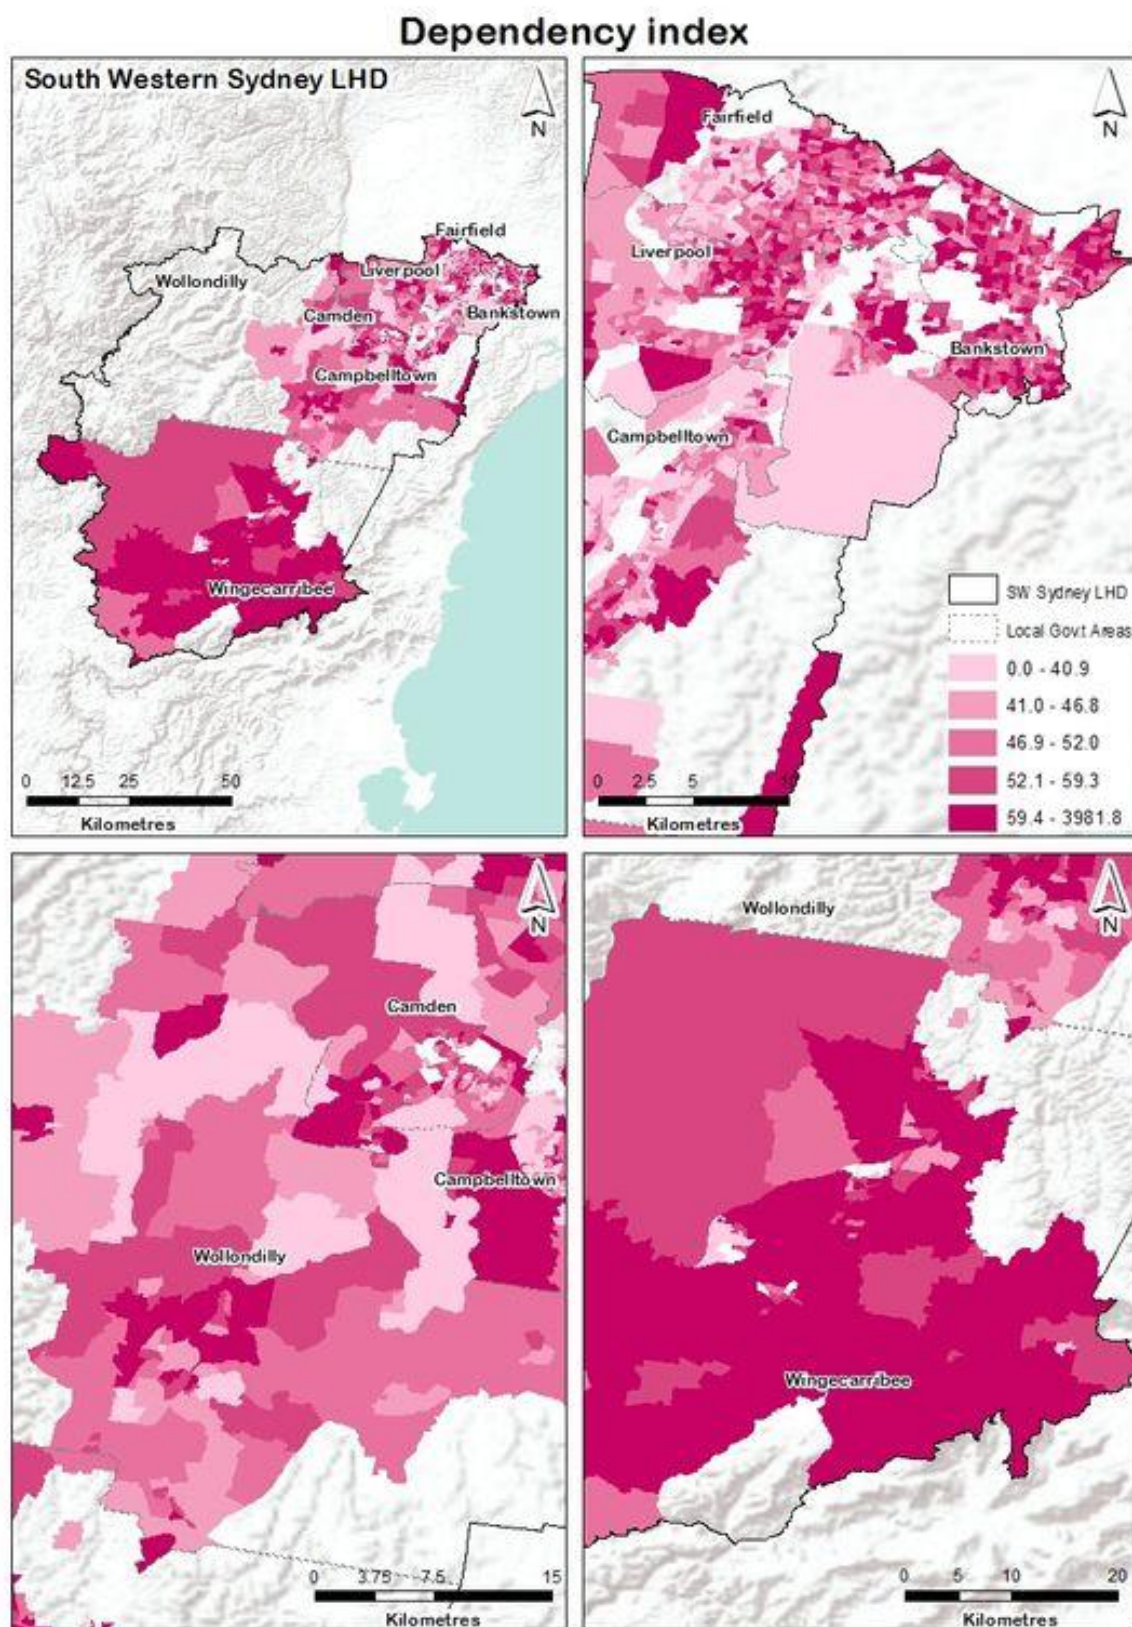 Dependency index
South Western Sydney LHD
N
Fairfield
Wollondilly
Liverpool
Camden
Bankstown
Campbelltown
Wingecarribee
0 12.5 25 50
Kilometres
N
Fairfield
Liverpool
Bankstown
Campbelltown
SW Sydney LHD
Local Govt Areas
0.0 - 40.9
41.0 - 46.8
46.9 - 52.0
52.1 - 59.3
59.4 - 3981.8
0 2.5 5 10
Kilometres
N
Camden
Campbelltown
Wollondilly
0 3.75 7.5 15
Kilometres
N
Wollondilly
Wingecarribee
0 5 10 20
Kilometres